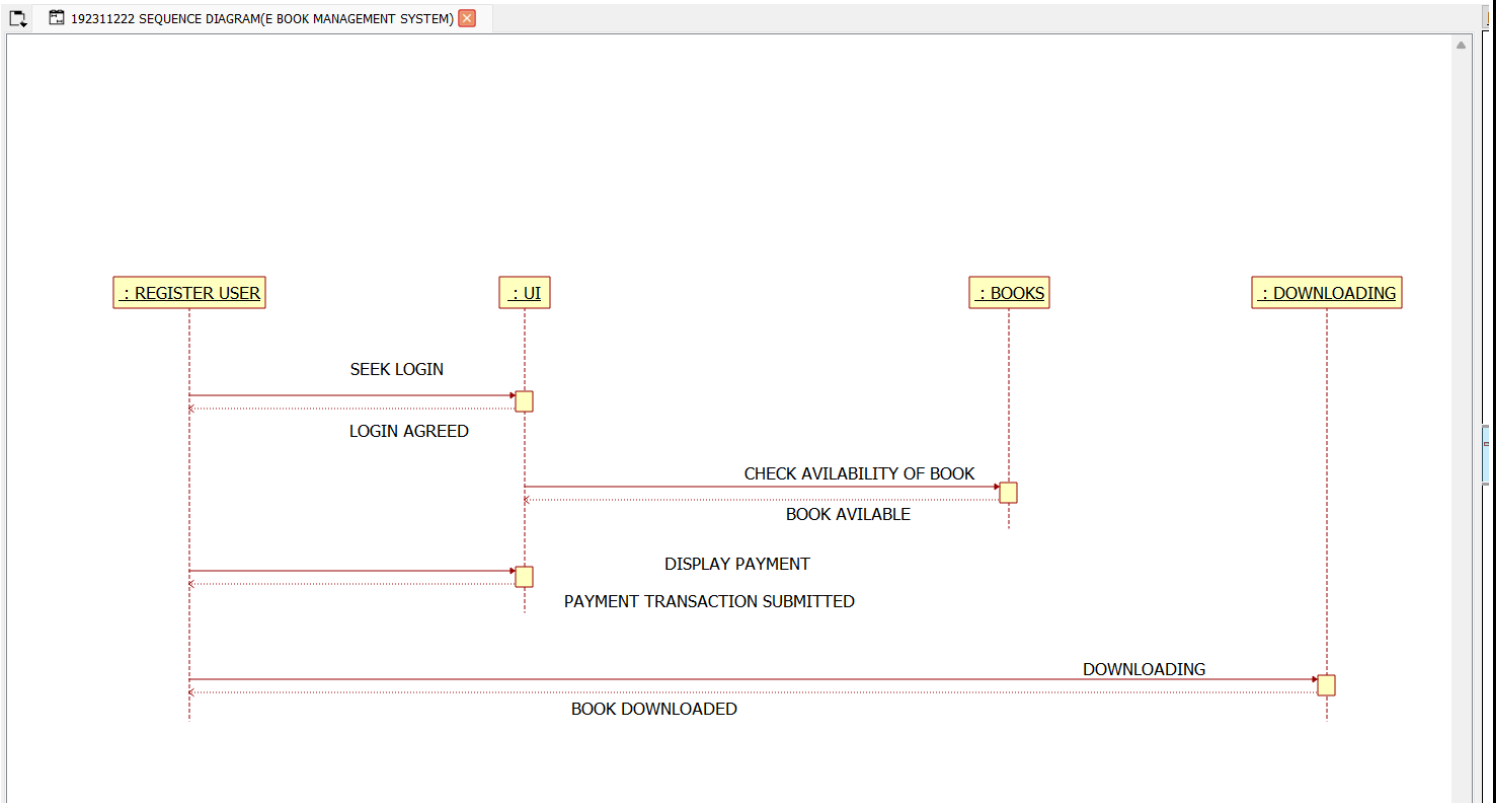 192311222 SEQUENCE DIAGRAM(E BOOK MANAGEMENT SYSTEM)
: REGISTER USER
: UI
: BOOKS
: DOWNLOADING
SEEK LOGIN
LOGIN AGREED
CHECK AVILABILITY OF BOOK
BOOK AVILABLE
DISPLAY PAYMENT
PAYMENT TRANSACTION SUBMITTED
DOWNLOADING
BOOK DOWNLOADED